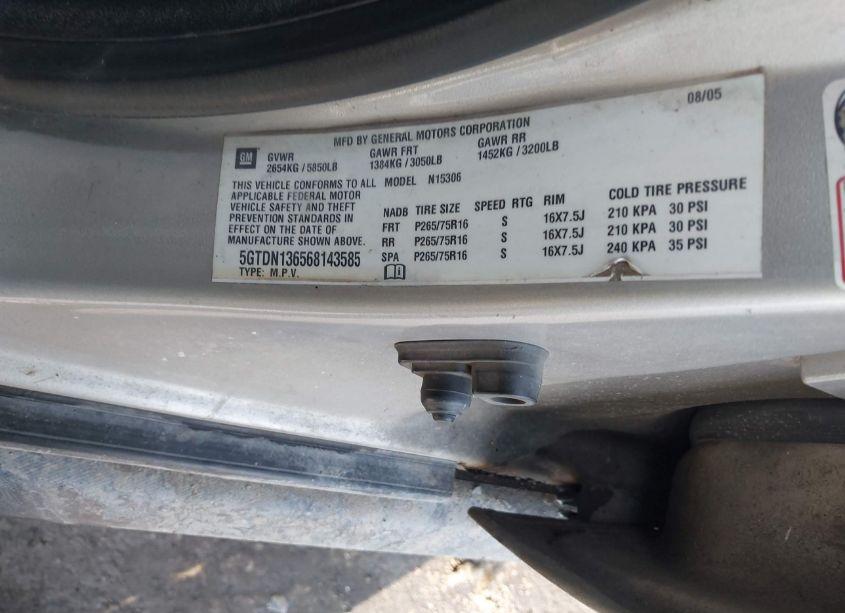 MFD BY GENERAL MOTORS CORPORATION
08/05
GM
GVWR GAWR FRT GAWR RR
2654KG / 5850LB 1384KG / 3050LB 1452KG / 3200LB
THIS VEHICLE CONFORMS TO ALL
APPLICABLE FEDERAL MOTOR
VEHICLE SAFETY AND THEFT
PREVENTION STANDARDS IN
EFFECT ON THE DATE OF
MANUFACTURE SHOWN ABOVE.
5GTDN136568143585
TYPE: M.P.V.
MODEL N15306
NADB TIRE SIZE SPEED RTG RIM COLD TIRE PRESSURE
FRT P265/75R16 S 16X7.5J 210 KPA 30 PSI
RR P265/75R16 S 16X7.5J 210 KPA 30 PSI
SPA P265/75R16 S 16X7.5J 240 KPA 35 PSI